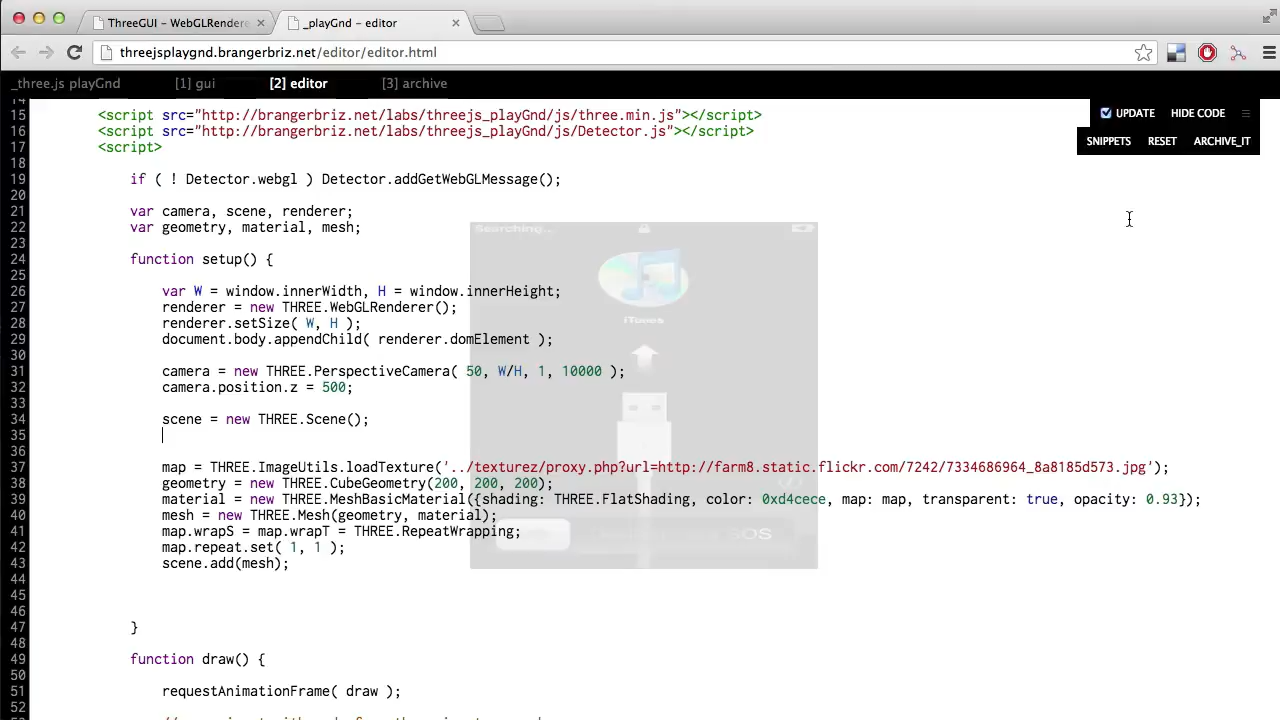 ThreeGUI – WebGLRendere
_playGnd – editor
threejsplaygnd.brangerbriz.net/editor/editor.html
_three.js playGnd
[1] gui
[2] editor
[3] archive
UPDATE HIDE CODE
SNIPPETS RESET ARCHIVE_IT
14
15 <script src="http://brangerbriz.net/labs/threejs_playGnd/js/three.min.js"></script>
16 <script src="http://brangerbriz.net/labs/threejs_playGnd/js/Detector.js"></script>
17 <script>
18
19 if ( ! Detector.webgl ) Detector.addGetWebGLMessage();
20
21 var camera, scene, renderer;
22 var geometry, material, mesh;
23
24 function setup() {
25
26 var W = window.innerWidth, H = window.innerHeight;
27 renderer = new THREE.WebGLRenderer();
28 renderer.setSize( W, H );
29 document.body.appendChild( renderer.domElement );
30
31 camera = new THREE.PerspectiveCamera( 50, W/H, 1, 10000 );
32 camera.position.z = 500;
33
34 scene = new THREE.Scene();
35
36
37 map = THREE.ImageUtils.loadTexture('../texturez/proxy.php?url=http://farm8.static.flickr.com/7242/7334686964_8a8185d573.jpg');
38 geometry = new THREE.CubeGeometry(200, 200, 200);
39 material = new THREE.MeshBasicMaterial({shading: THREE.FlatShading, color: 0xd4cece, map: map, transparent: true, opacity: 0.93});
40 mesh = new THREE.Mesh(geometry, material);
41 map.wrapS = map.wrapT = THREE.RepeatWrapping;
42 map.repeat.set( 1, 1 );
43 scene.add(mesh);
44
45
46
47 }
48
49 function draw() {
50
51 requestAnimationFrame( draw );
52
Searching...
iTunes
SOS